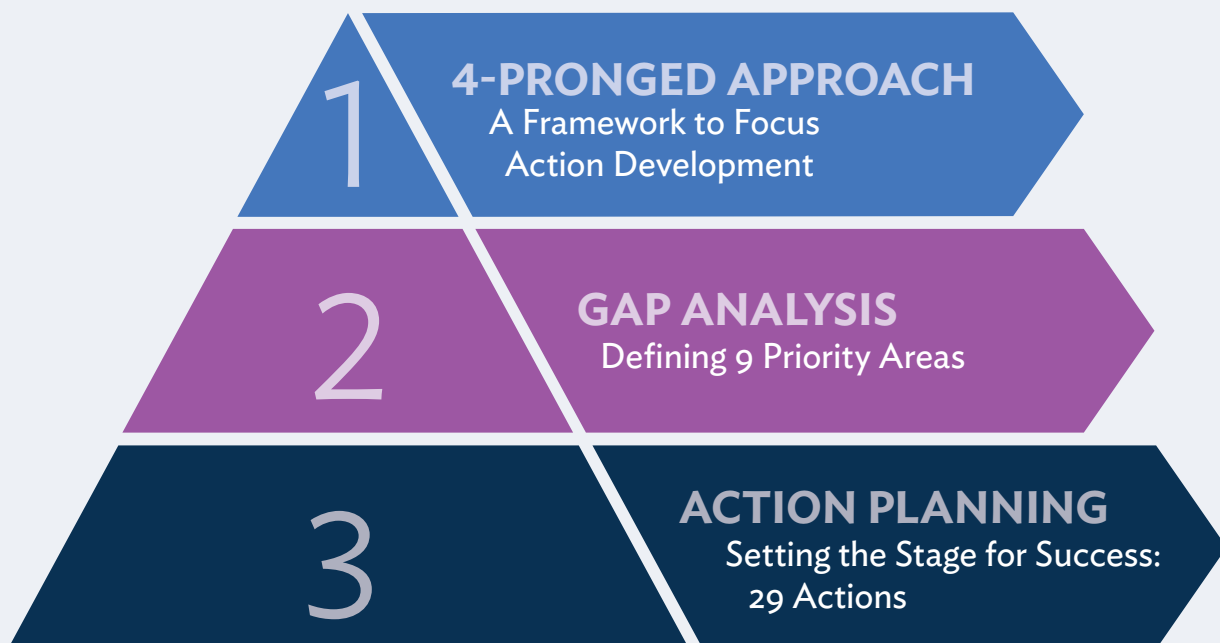 1
4-PRONGED APPROACH
A Framework to Focus
Action Development
2
GAP ANALYSIS
Defining 9 Priority Areas
3
ACTION PLANNING
Setting the Stage for Success:
29 Actions